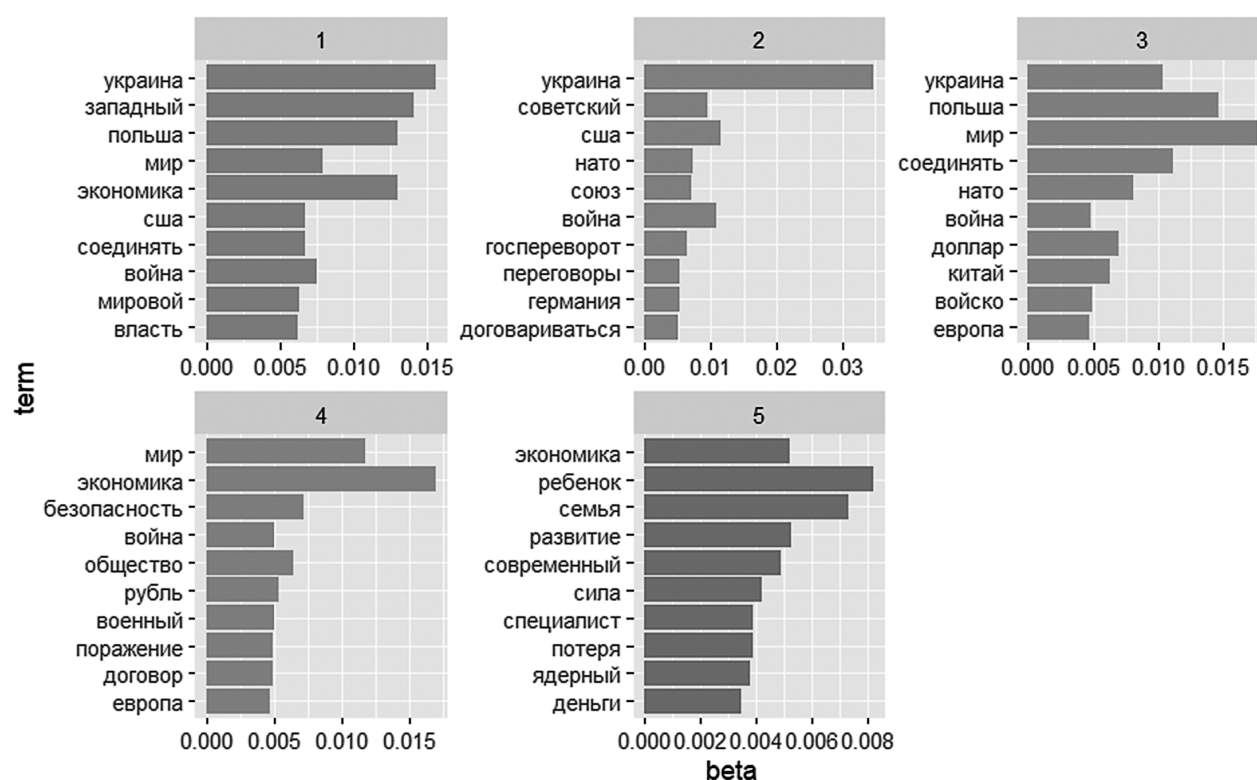 1
украина
западный
польша
мир
экономика
сша
соединять
война
мировой
власть
0.000 0.005 0.010 0.015
2
украина
советский
сша
нато
союз
война
госпереворот
переговоры
германия
договариваться
0.00 0.01 0.02 0.03
3
украина
польша
мир
соединять
нато
война
доллар
китай
войско
европа
0.000 0.005 0.010 0.015
term
4
мир
экономика
безопасность
война
общество
рубль
военный
поражение
договор
европа
0.000 0.005 0.010 0.015
5
экономика
ребенок
семья
развитие
современный
сила
специалист
потеря
ядерный
деньги
0.000 0.002 0.004 0.006 0.008
beta